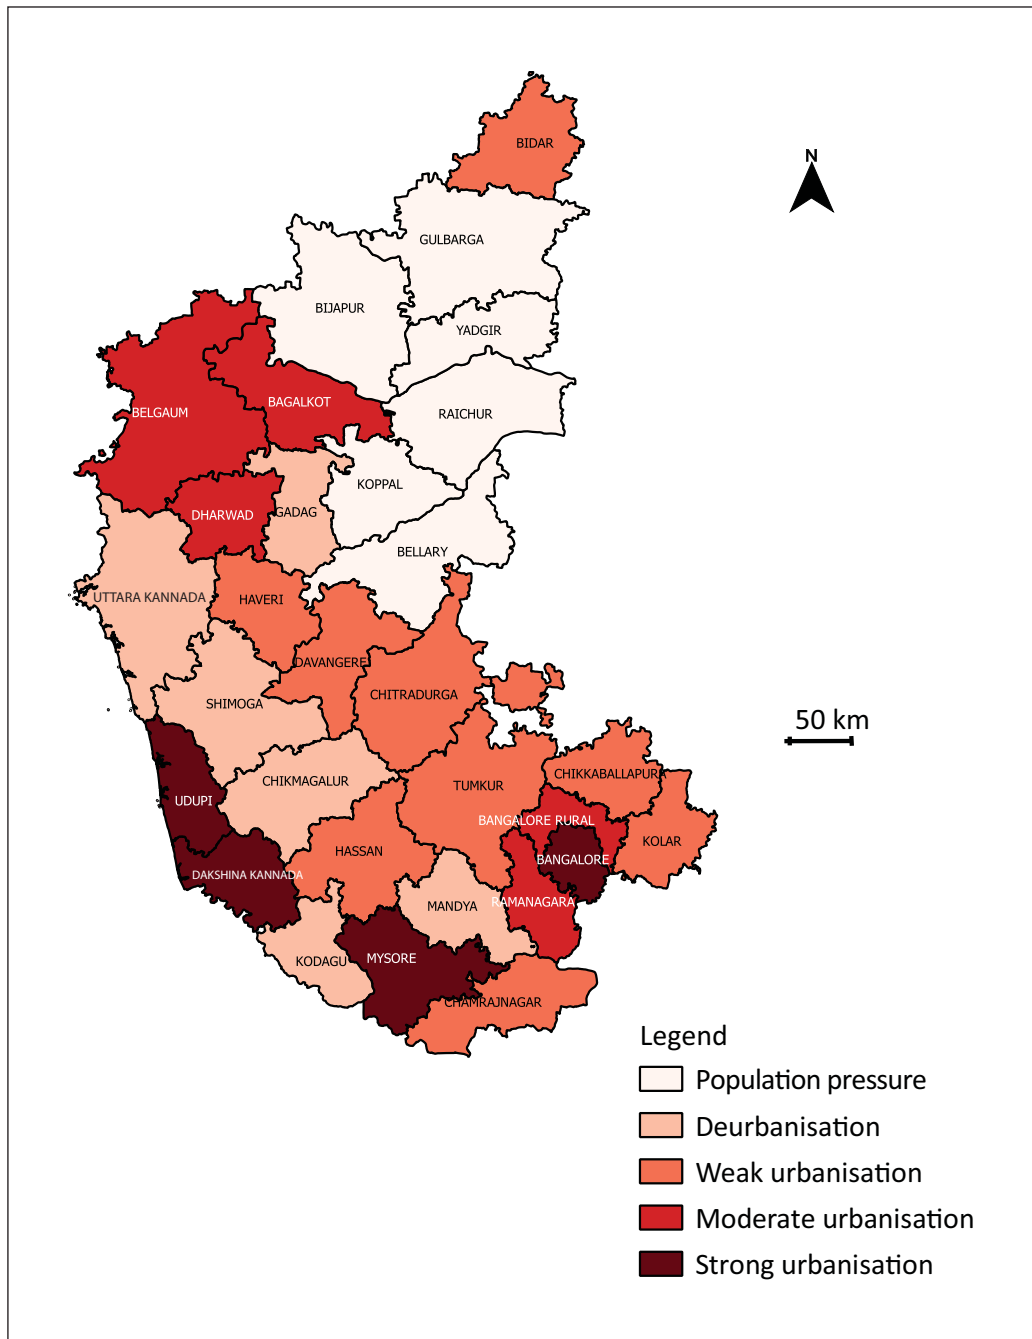 BIDAR
N
GULBARGA
BIJAPUR
YADGIR
BELGAUM
BAGALKOT
RAICHUR
KOPPAL
DHARWAD
GADAG
BELLARY
UTTARA KANNADA
HAVERI
DAVANGERE
CHITRADURGA
SHIMOGA
50 km
CHIKMAGALUR
TUMKUR
CHIKKABALLAPURA
UDUPI
BANGALORE RURAL
HASSAN
KOLAR
BANGALORE
DAKSHINA KANNADA
MANDYA
RAMANAGARA
KODAGU
MYSORE
CHAMRAJNAGAR
Legend
Population pressure
Deurbanisation
Weak urbanisation
Moderate urbanisation
Strong urbanisation